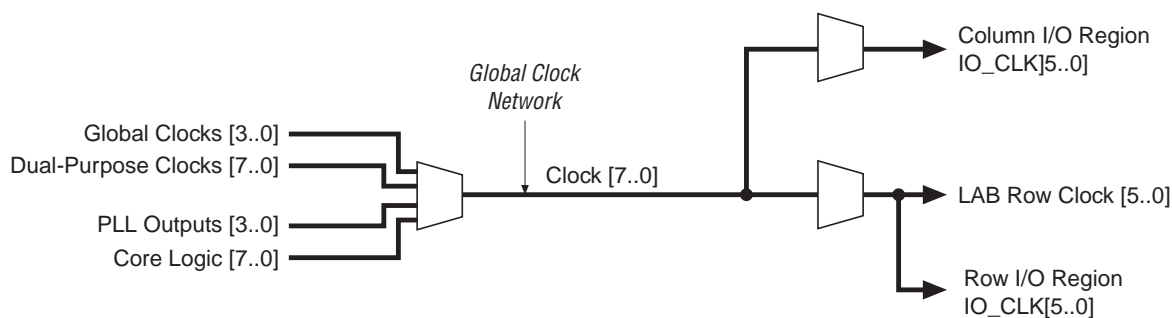 Column I/O Region
IO_CLK]5..0]
Global Clock
Network
Global Clocks [3..0]
Dual-Purpose Clocks [7..0]
Clock [7..0]
LAB Row Clock [5..0]
PLL Outputs [3..0]
Core Logic [7..0]
Row I/O Region
IO_CLK[5..0]